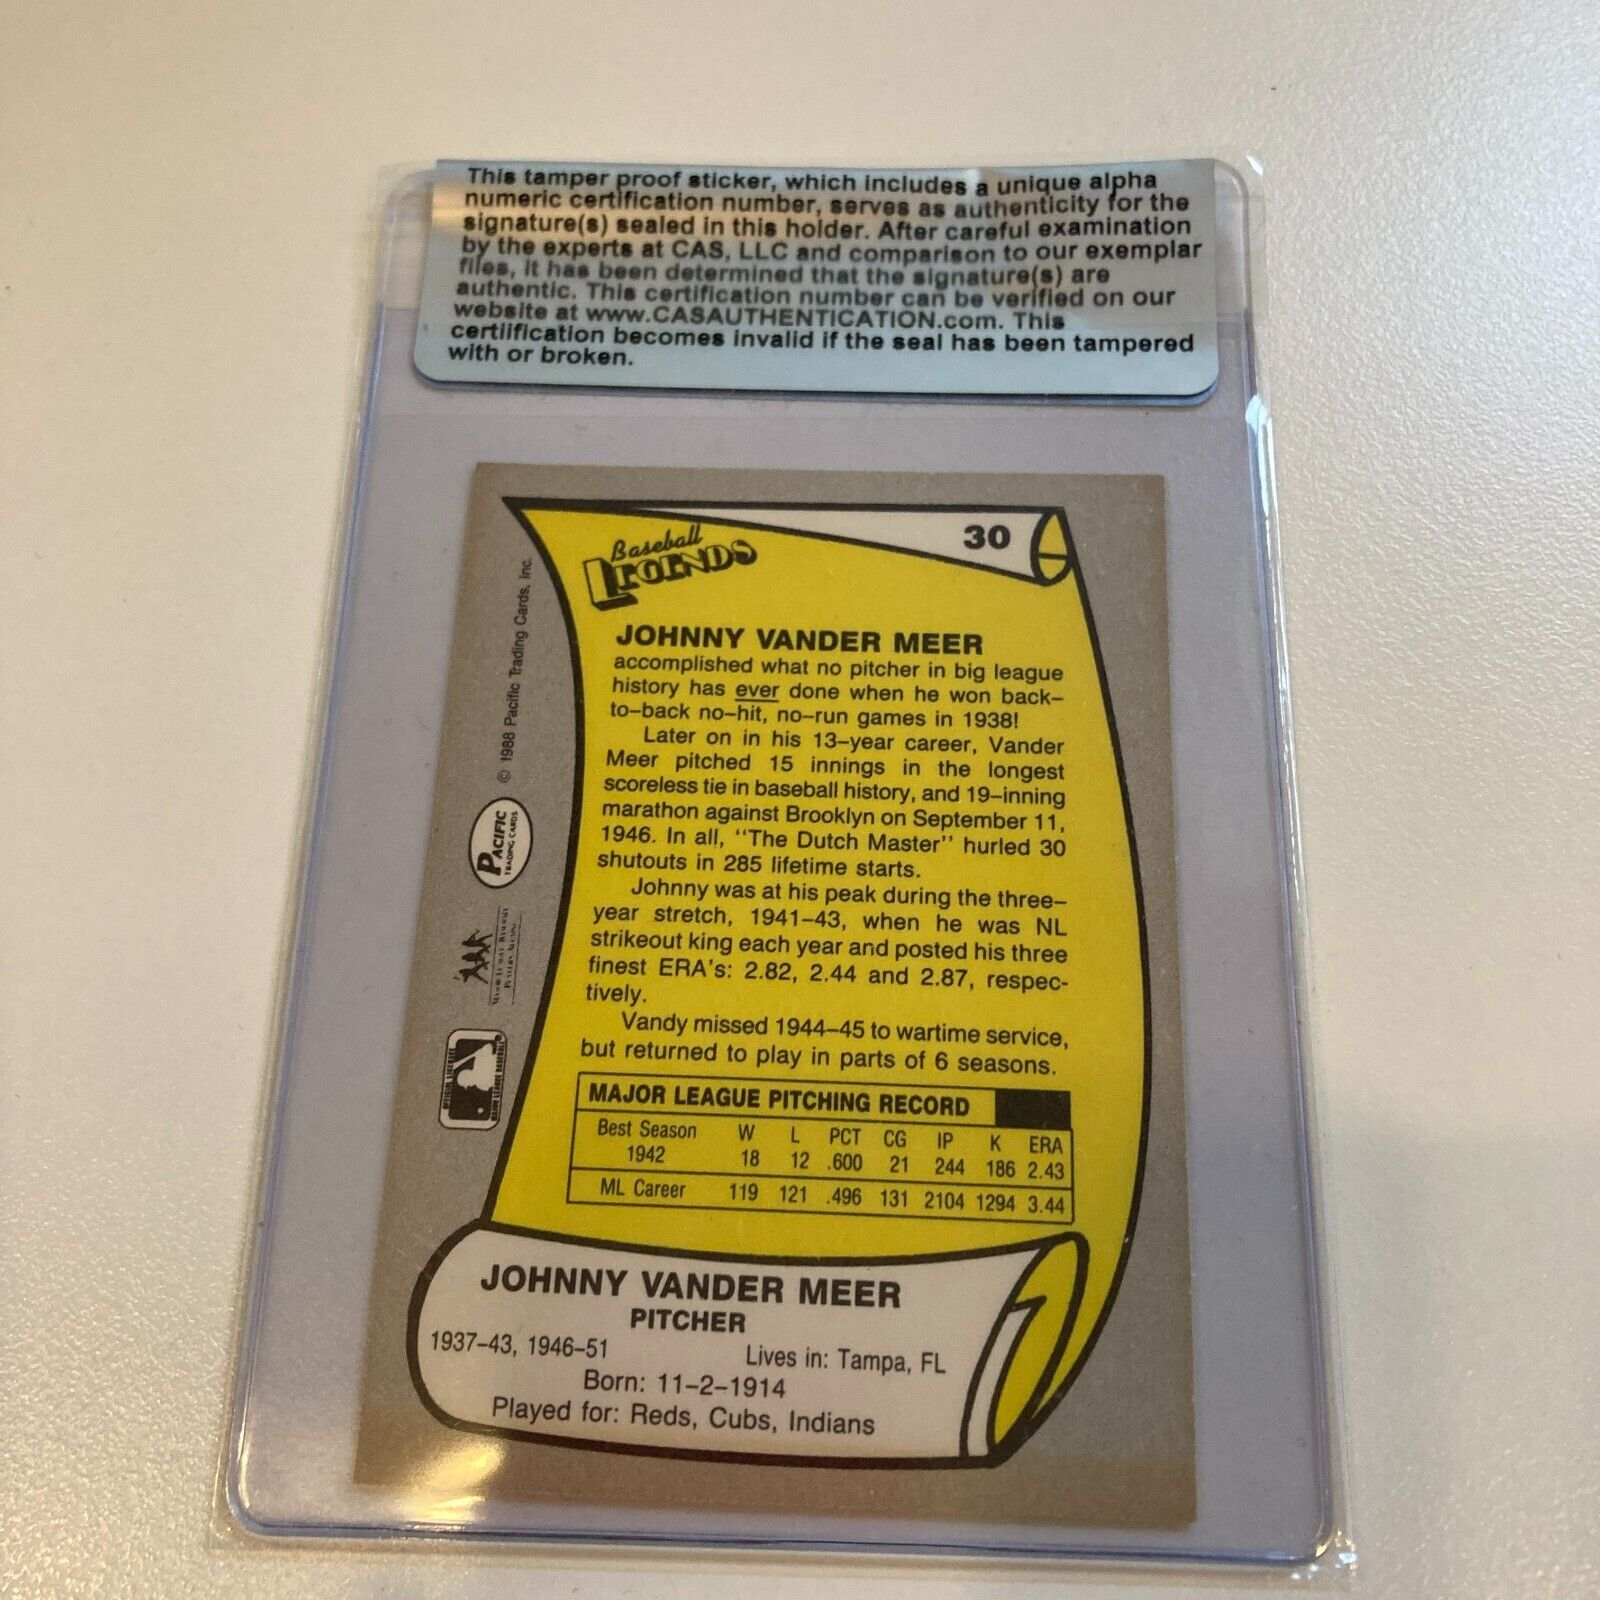 This tamper proof sticker, which includes a unique alpha
numeric certification number, serves as authenticity for the
signature(s) sealed in this holder. After careful examination
by the experts at CAS, LLC and comparison to our exemplar
files, it has been determined that the signature(s) are
authentic. This certification number can be verified on our
website at www.CASAUTHENTICATION.com. This
certiification becomes invalid if the seal has been tampered
with or broken.
30
Baseball
LEGENDS
JOHNNY VANDER MEER
accomplished what no pitcher in big league
history has ever done when he won back-
to-back no-hit, no-run games in 1938!
Later on in his 13-year career, Vander
Meer pitched 15 innings in the longest
scoreless tie in baseball history, and 19-inning
marathon against Brooklyn on September 11,
1946. In all, "The Dutch Master" hurled 30
shutouts in 285 lifetime starts.
Johnny was at his peak during the three-
year stretch, 1941-43, when he was NL
strikeout king each year and posted his three
finest ERA's: 2.82, 2.44 and 2.87, respec-
tively.
Vandy missed 1944-45 to wartime service,
but returned to play in parts of 6 seasons.
MAJOR LEAGUE PITCHING RECORD
Best Season W L PCT CG IP K ERA
1942 18 12 .600 21 244 186 2.43
ML Career 119 121 .496 131 2104 1294 3.44
JOHNNY VANDER MEER
PITCHER
1937-43, 1946-51 Lives in: Tampa, FL
Born: 11-2-1914
Played for: Reds, Cubs, Indians
© 1988 Pacific Trading Cards, Inc.
PACIFIC
TRADING CARDS
MAJOR LEAGUE BASEBALL
PLAYERS ALUMNI
OFFICIAL LICENSEE
MAJOR LEAGUE BASEBALL